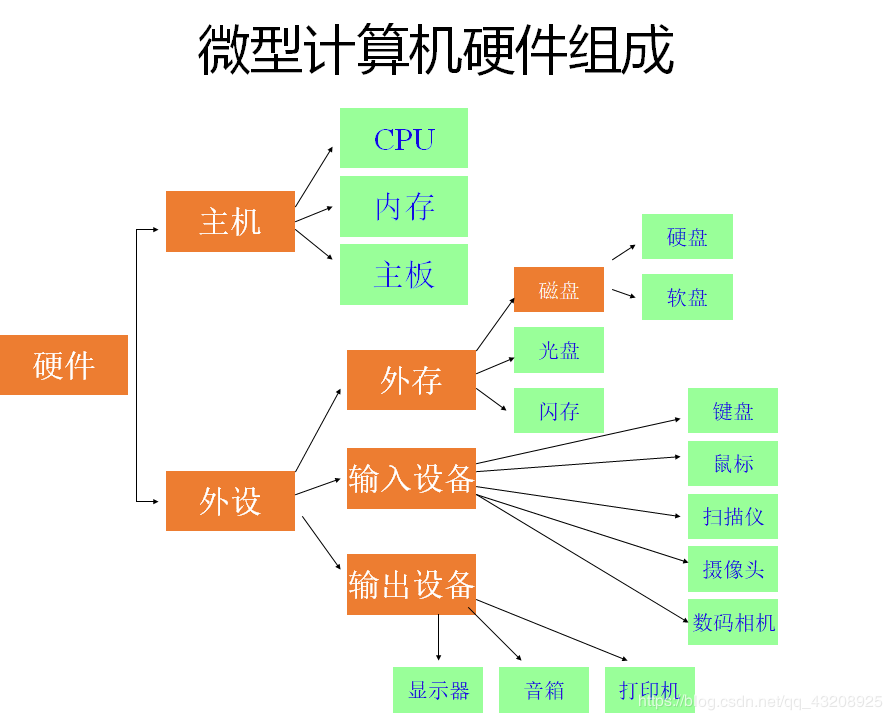 微型计算机硬件组成
CPU
主机
内存
主板
硬盘
磁盘
软盘
硬件
外存
光盘
闪存
键盘
鼠标
输入设备
外设
扫描仪
摄像头
输出设备
数码相机
显示器
音箱
打印机
https://blog.csdn.net/qq_43208925